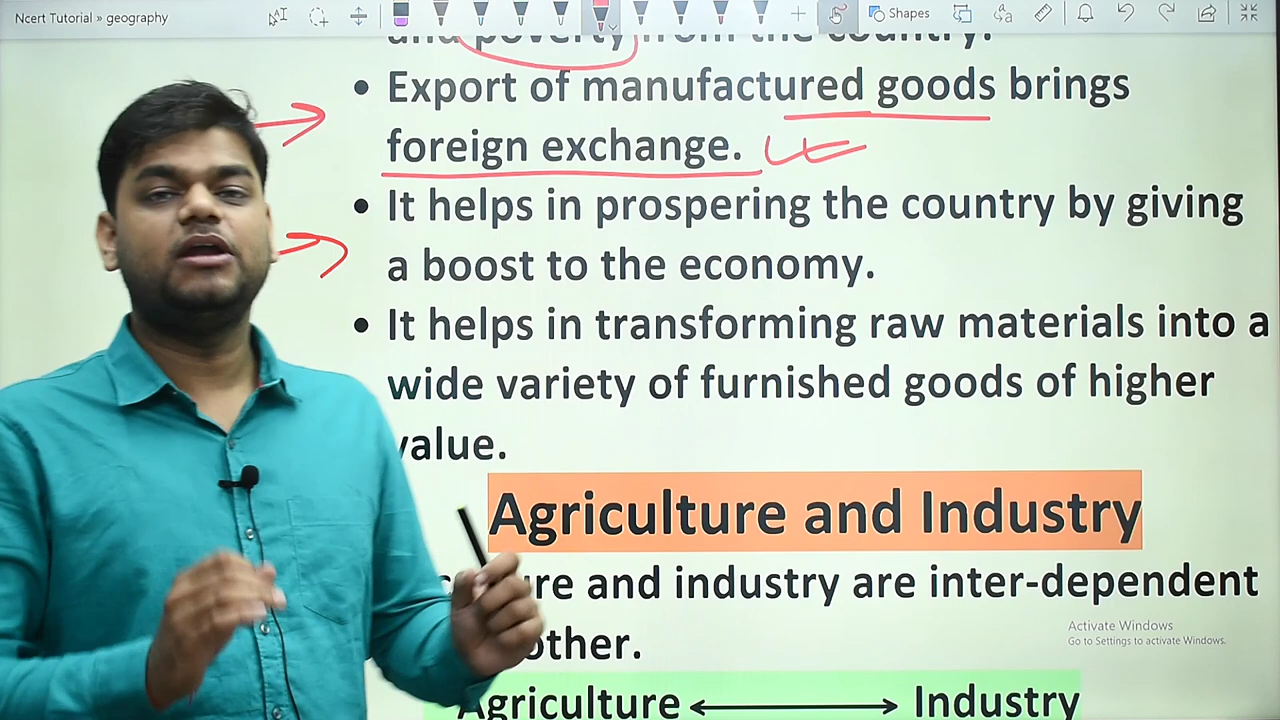 Ncert Tutorial » geography
Shapes
and poverty from the country.
• Export of manufactured goods brings
foreign exchange.
• It helps in prospering the country by giving
a boost to the economy.
• It helps in transforming raw materials into a
wide variety of furnished goods of higher
value.
Agriculture and Industry
and industry are inter-dependent
other.
Activate Windows
Go to Settings to activate Windows.
Agriculture ⟷ Industry